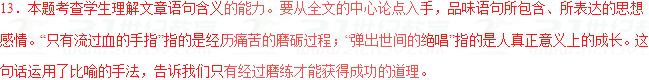 13．本题考查学生理解文章语句含义的能力。要从全文的中心论点入手，品味语句所包含、所表达的思想
感情。“只有流过血的手指”指的是经历痛苦的磨砺过程；“弹出世间的绝唱”指的是人真正意义上的成长。这
句话运用了比喻的手法，告诉我们只有经过磨练才能获得成功的道理。